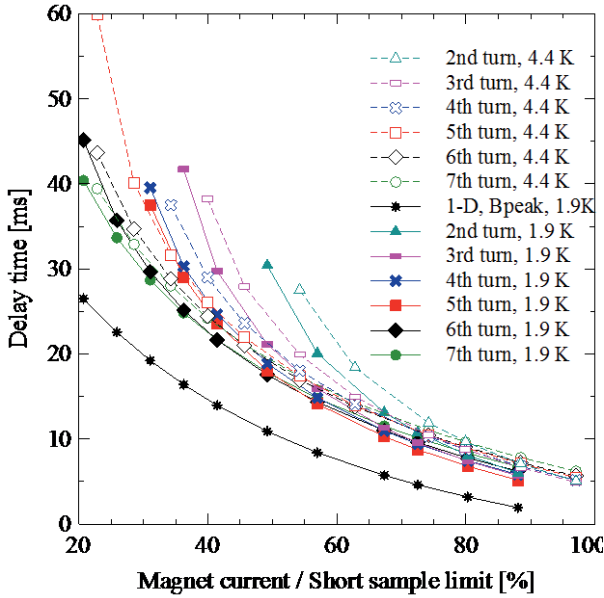 60
50
40
30
20
10
0
Delay time [ms]
2nd turn, 4.4 K
3rd turn, 4.4 K
4th turn, 4.4 K
5th turn, 4.4 K
6th turn, 4.4 K
7th turn, 4.4 K
1-D, Bpeak, 1.9K
2nd turn, 1.9 K
3rd turn, 1.9 K
4th turn, 1.9 K
5th turn, 1.9 K
6th turn, 1.9 K
7th turn, 1.9 K
20 40 60 80 100
Magnet current / Short sample limit [%]